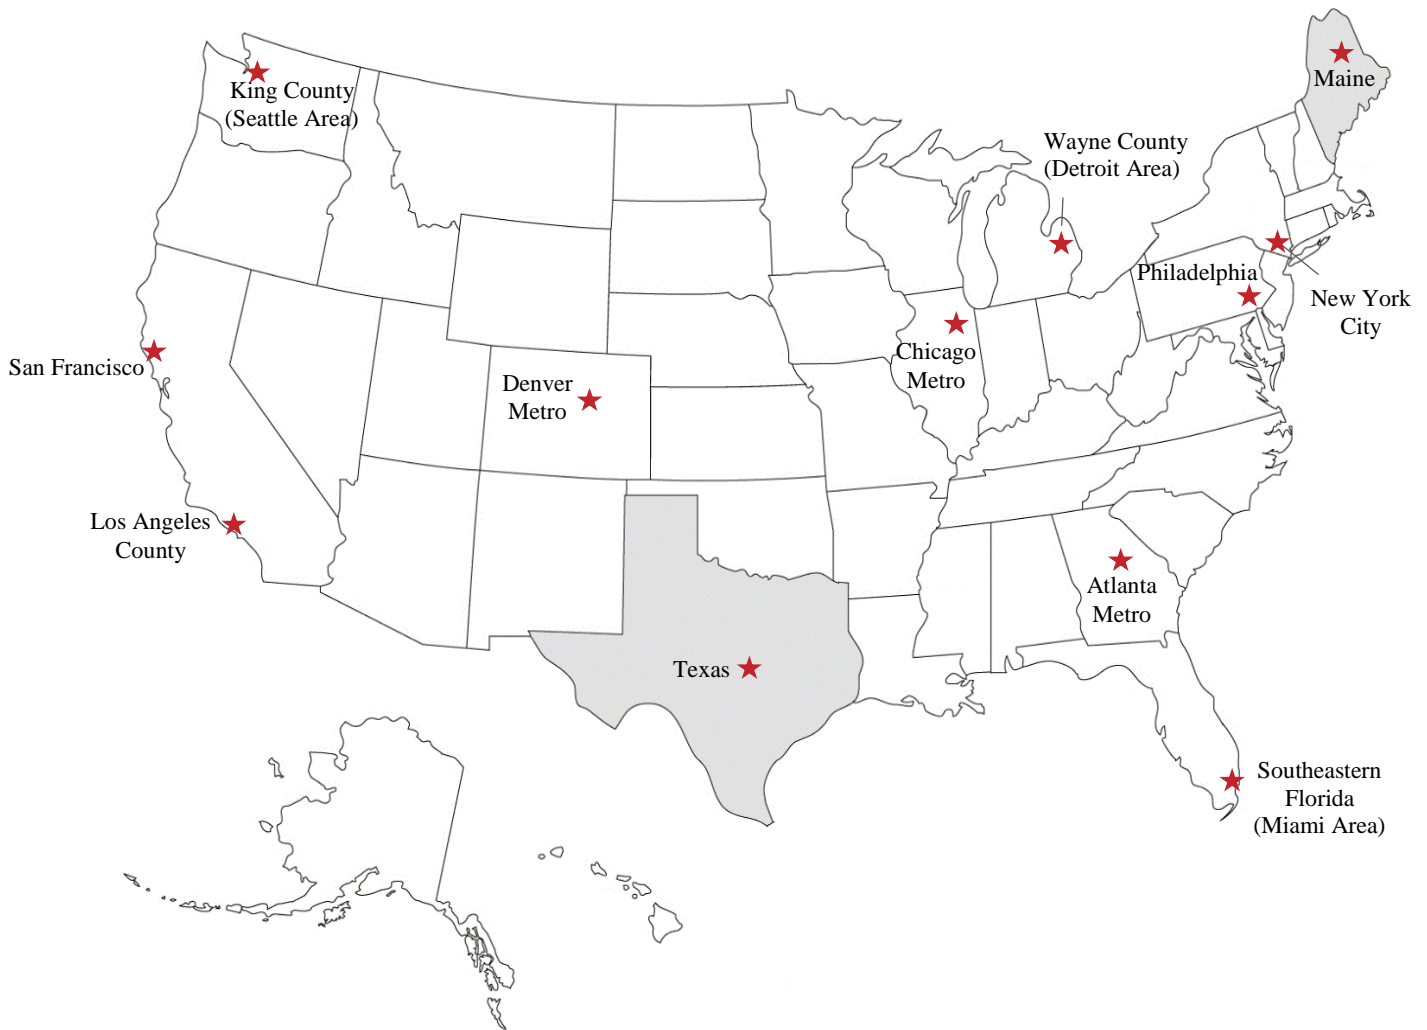 Maine
King County
(Seattle Area)
Wayne County
(Detroit Area)
Philadelphia
New York
City
San Francisco
Chicago
Metro
Denver
Metro
Los Angeles
County
Atlanta
Metro
Texas
Southeastern
Florida
(Miami Area)